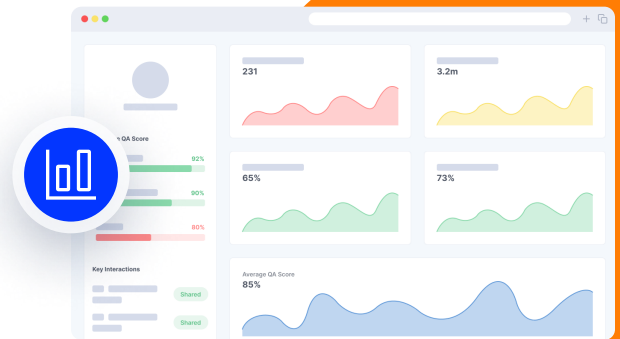 QA Score
92%
90%
80%
Key Interactions
Shared
Shared
231
3.2m
65%
73%
Average QA Score
85%